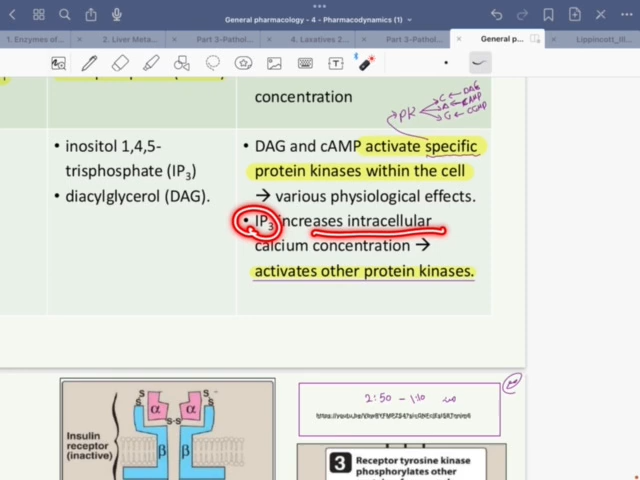 General pharmacology - 4 - Pharmacodynamics (1)
1. Enzymes of...
2. Liver Meta...
Part 3-Pathol...
4. Laxatives 2...
Part 3-Pathol...
General p...
Lippincott_Ill...
concentration
PK
C ← DAG
A ← cAMP
G ← cGMP
• inositol 1,4,5-
trisphosphate (IP3)
• diacylglycerol (DAG).
• DAG and cAMP activate specific
protein kinases within the cell
→ various physiological effects.
• IP3 increases intracellular
calcium concentration →
activates other protein kinases.
S S S S
α α
S-S
β β
Insulin
receptor
(inactive)
2:50 - 1:10
3 Receptor tyrosine kinase
phosphorylates other